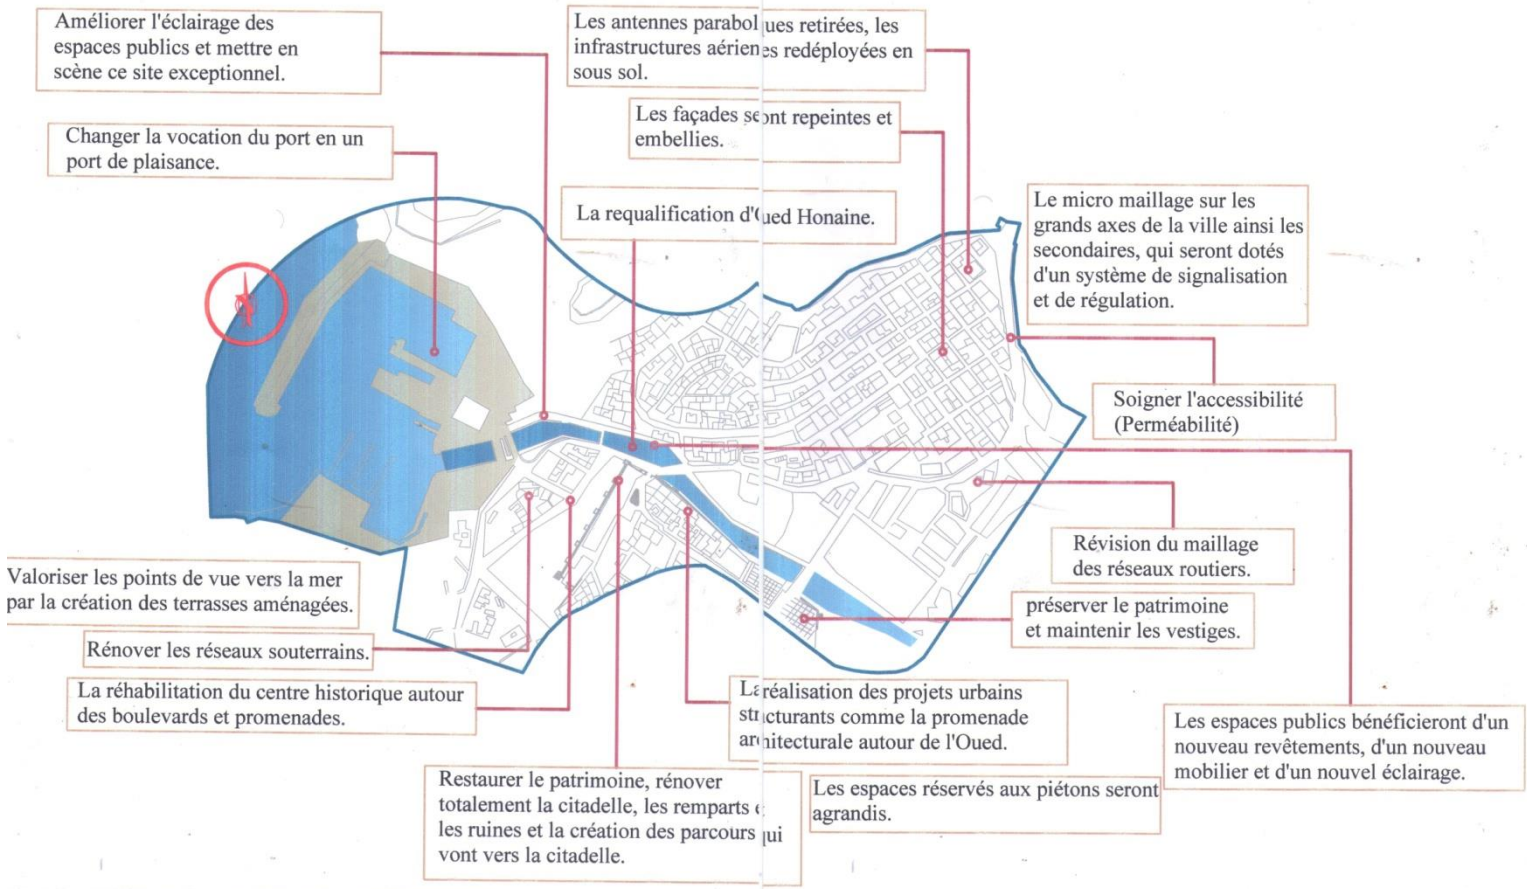 Améliorer l'éclairage des
espaces publics et mettre en
scène ce site exceptionnel.
Les antennes parabol ques retirées, les
infrastructures aérien es redéployées en
sous sol.
Les façades se ont repeintes et
embellies.
Changer la vocation du port en un
port de plaisance.
La requalification d'O ued Honaine.
Le micro maillage sur les
grands axes de la ville ainsi les
secondaires, qui seront dotés
d'un système de signalisation
et de régulation.
Soigner l'accessibilité
(Perméabilité)
Révision du maillage
des réseaux routiers.
Valoriser les points de vue vers la mer
par la création des terrasses aménagées.
préserver le patrimoine
et maintenir les vestiges.
Rénover les réseaux souterrains.
La réhabilitation du centre historique autour
des boulevards et promenades.
La réalisation des projets urbains
structurants comme la promenade
architecturale autour de l'Oued.
Les espaces publics bénéficieront d'un
nouveau revêtements, d'un nouveau
mobilier et d'un nouvel éclairage.
Restaurer le patrimoine, rénover
totalement la citadelle, les remparts e
les ruines et la création des parcours qui
vont vers la citadelle.
Les espaces réservés aux piétons seront
agrandis.